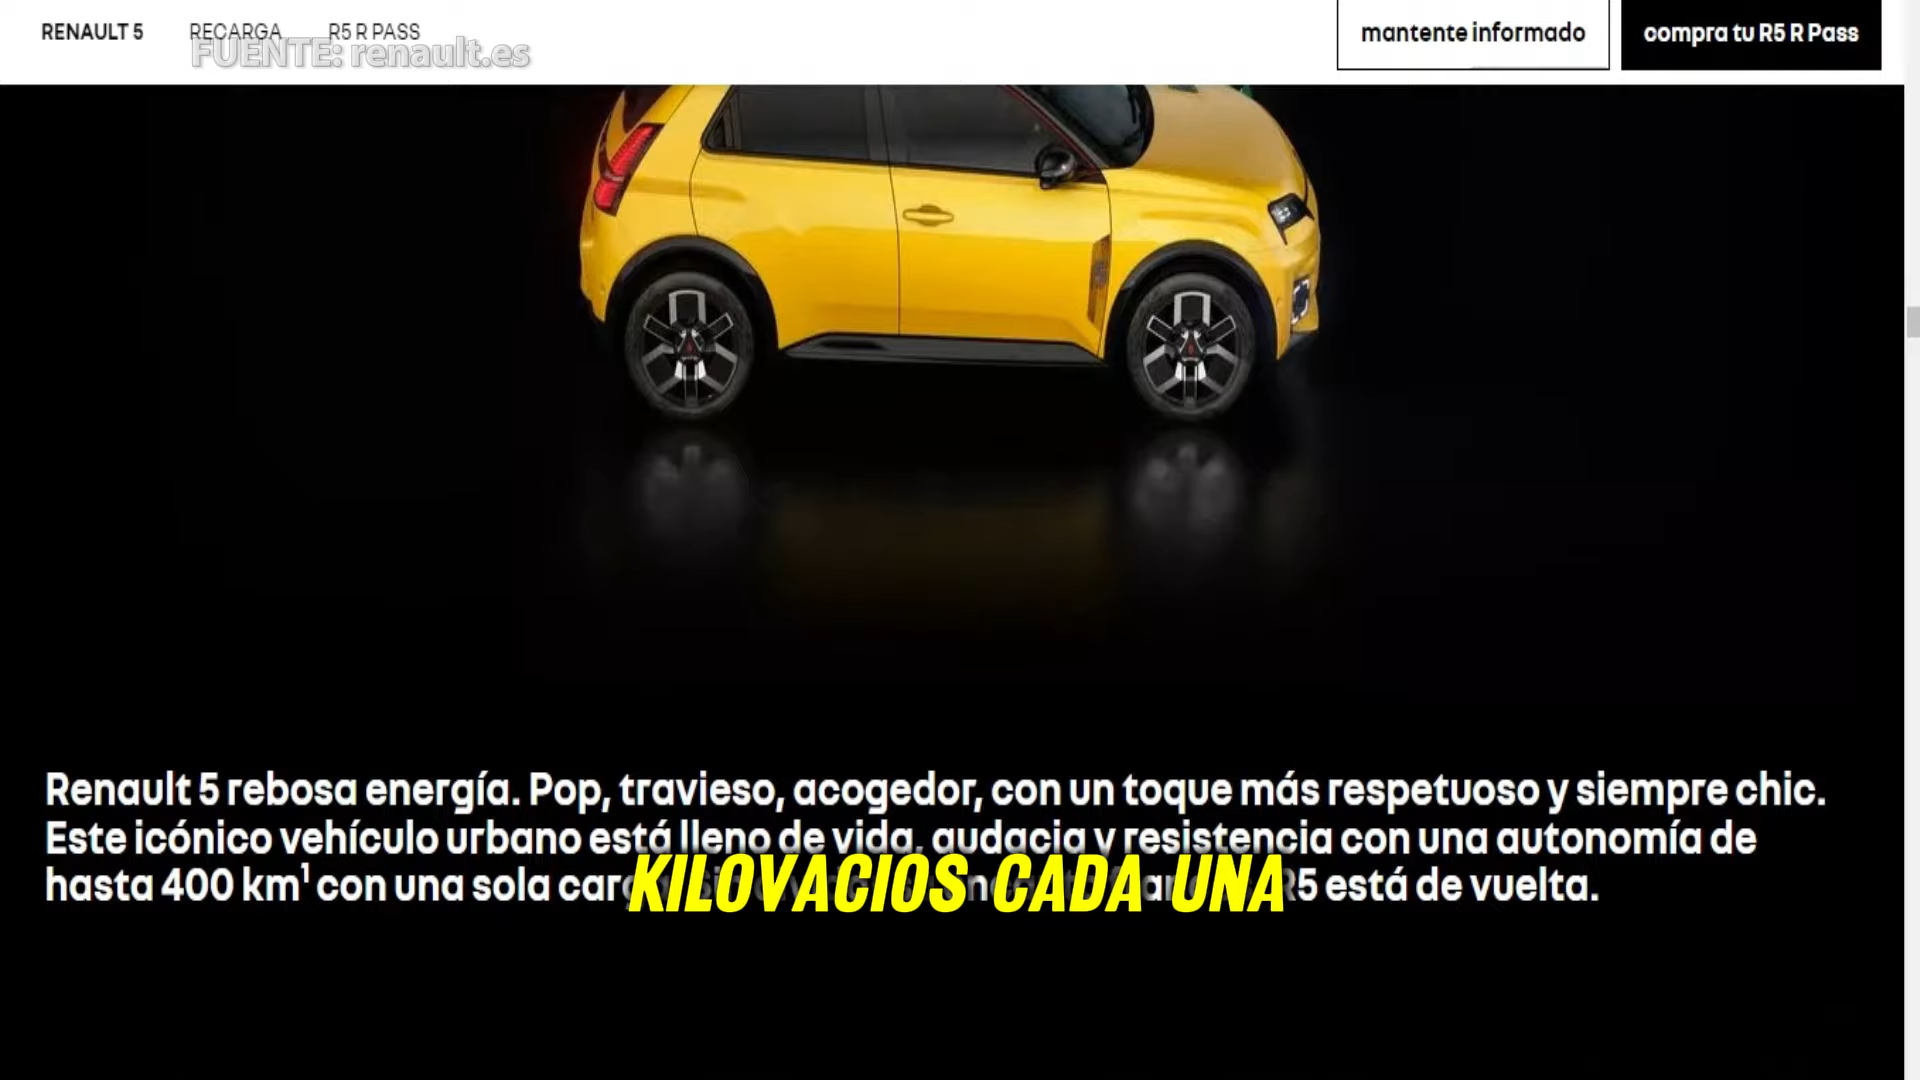 RENAULT 5 RECARGA R5 R PASS mantente informado compra tu R5 R Pass
FUENTE: renault.es
Renault 5 rebosa energía. Pop, travieso, acogedor, con un toque más respetuoso y siempre chic.
Este icónico vehículo urbano está lleno de vida, audacia y resistencia con una autonomía de
hasta 400 km¹ con una sola R5 está de vuelta.
KILOVACIOS CADA UNA